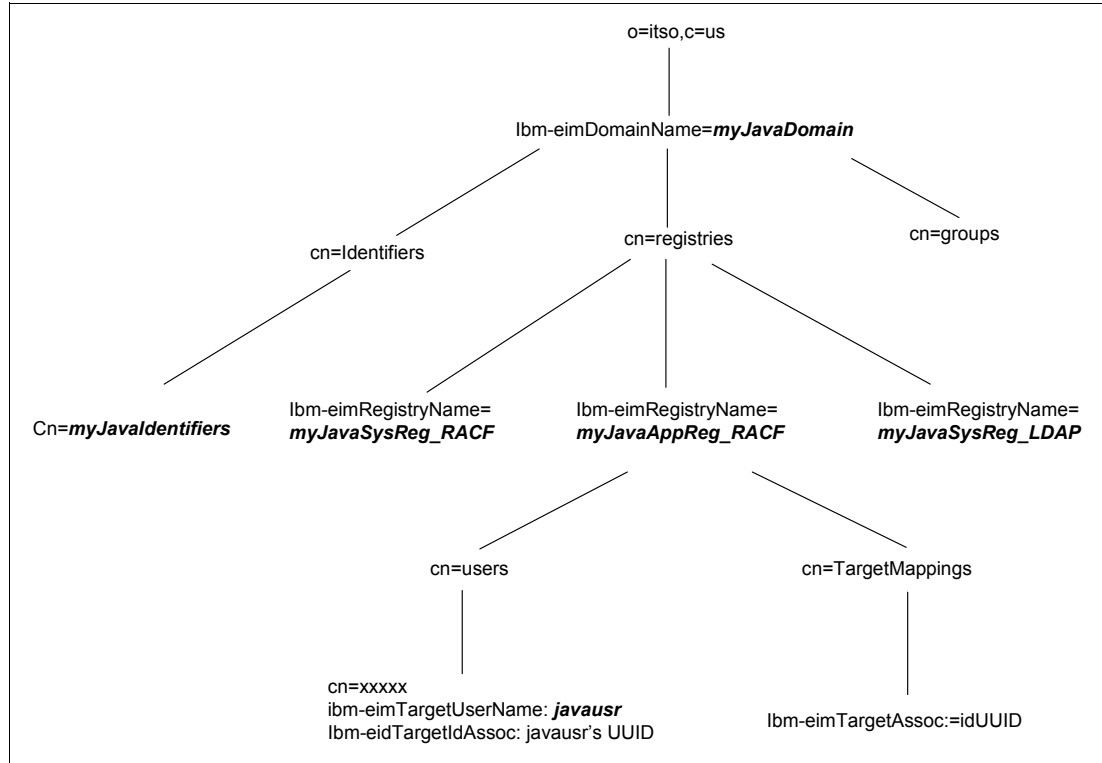 o=itso,c=us
Ibm-eimDomainName=myJavaDomain
cn=Identifiers
cn=registries
cn=groups
Cn=myJavaIdentifiers
Ibm-eimRegistryName=
myJavaSysReg_RACF
Ibm-eimRegistryName=
myJavaAppReg_RACF
Ibm-eimRegistryName=
myJavaSysReg_LDAP
cn=users
cn=TargetMappings
cn=xxxxx
ibm-eimTargetUserName: javausr
Ibm-eidTargetIdAssoc: javausr's UUID
Ibm-eimTargetAssoc:=idUUID